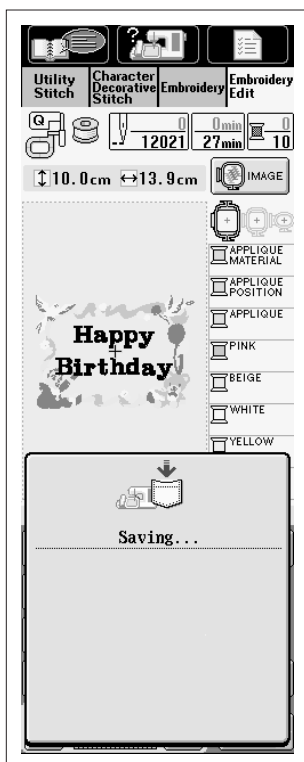 ?
Utility Stitch
Character Decorative Stitch
Embroidery
Embroidery Edit
Q
0
12021
0min
27min
0
10
10.0cm
13.9cm
IMAGE
APPLIQUE MATERIAL
APPLIQUE POSITION
APPLIQUE
PINK
BEIGE
WHITE
YELLOW
Happy
Birthday
Saving...